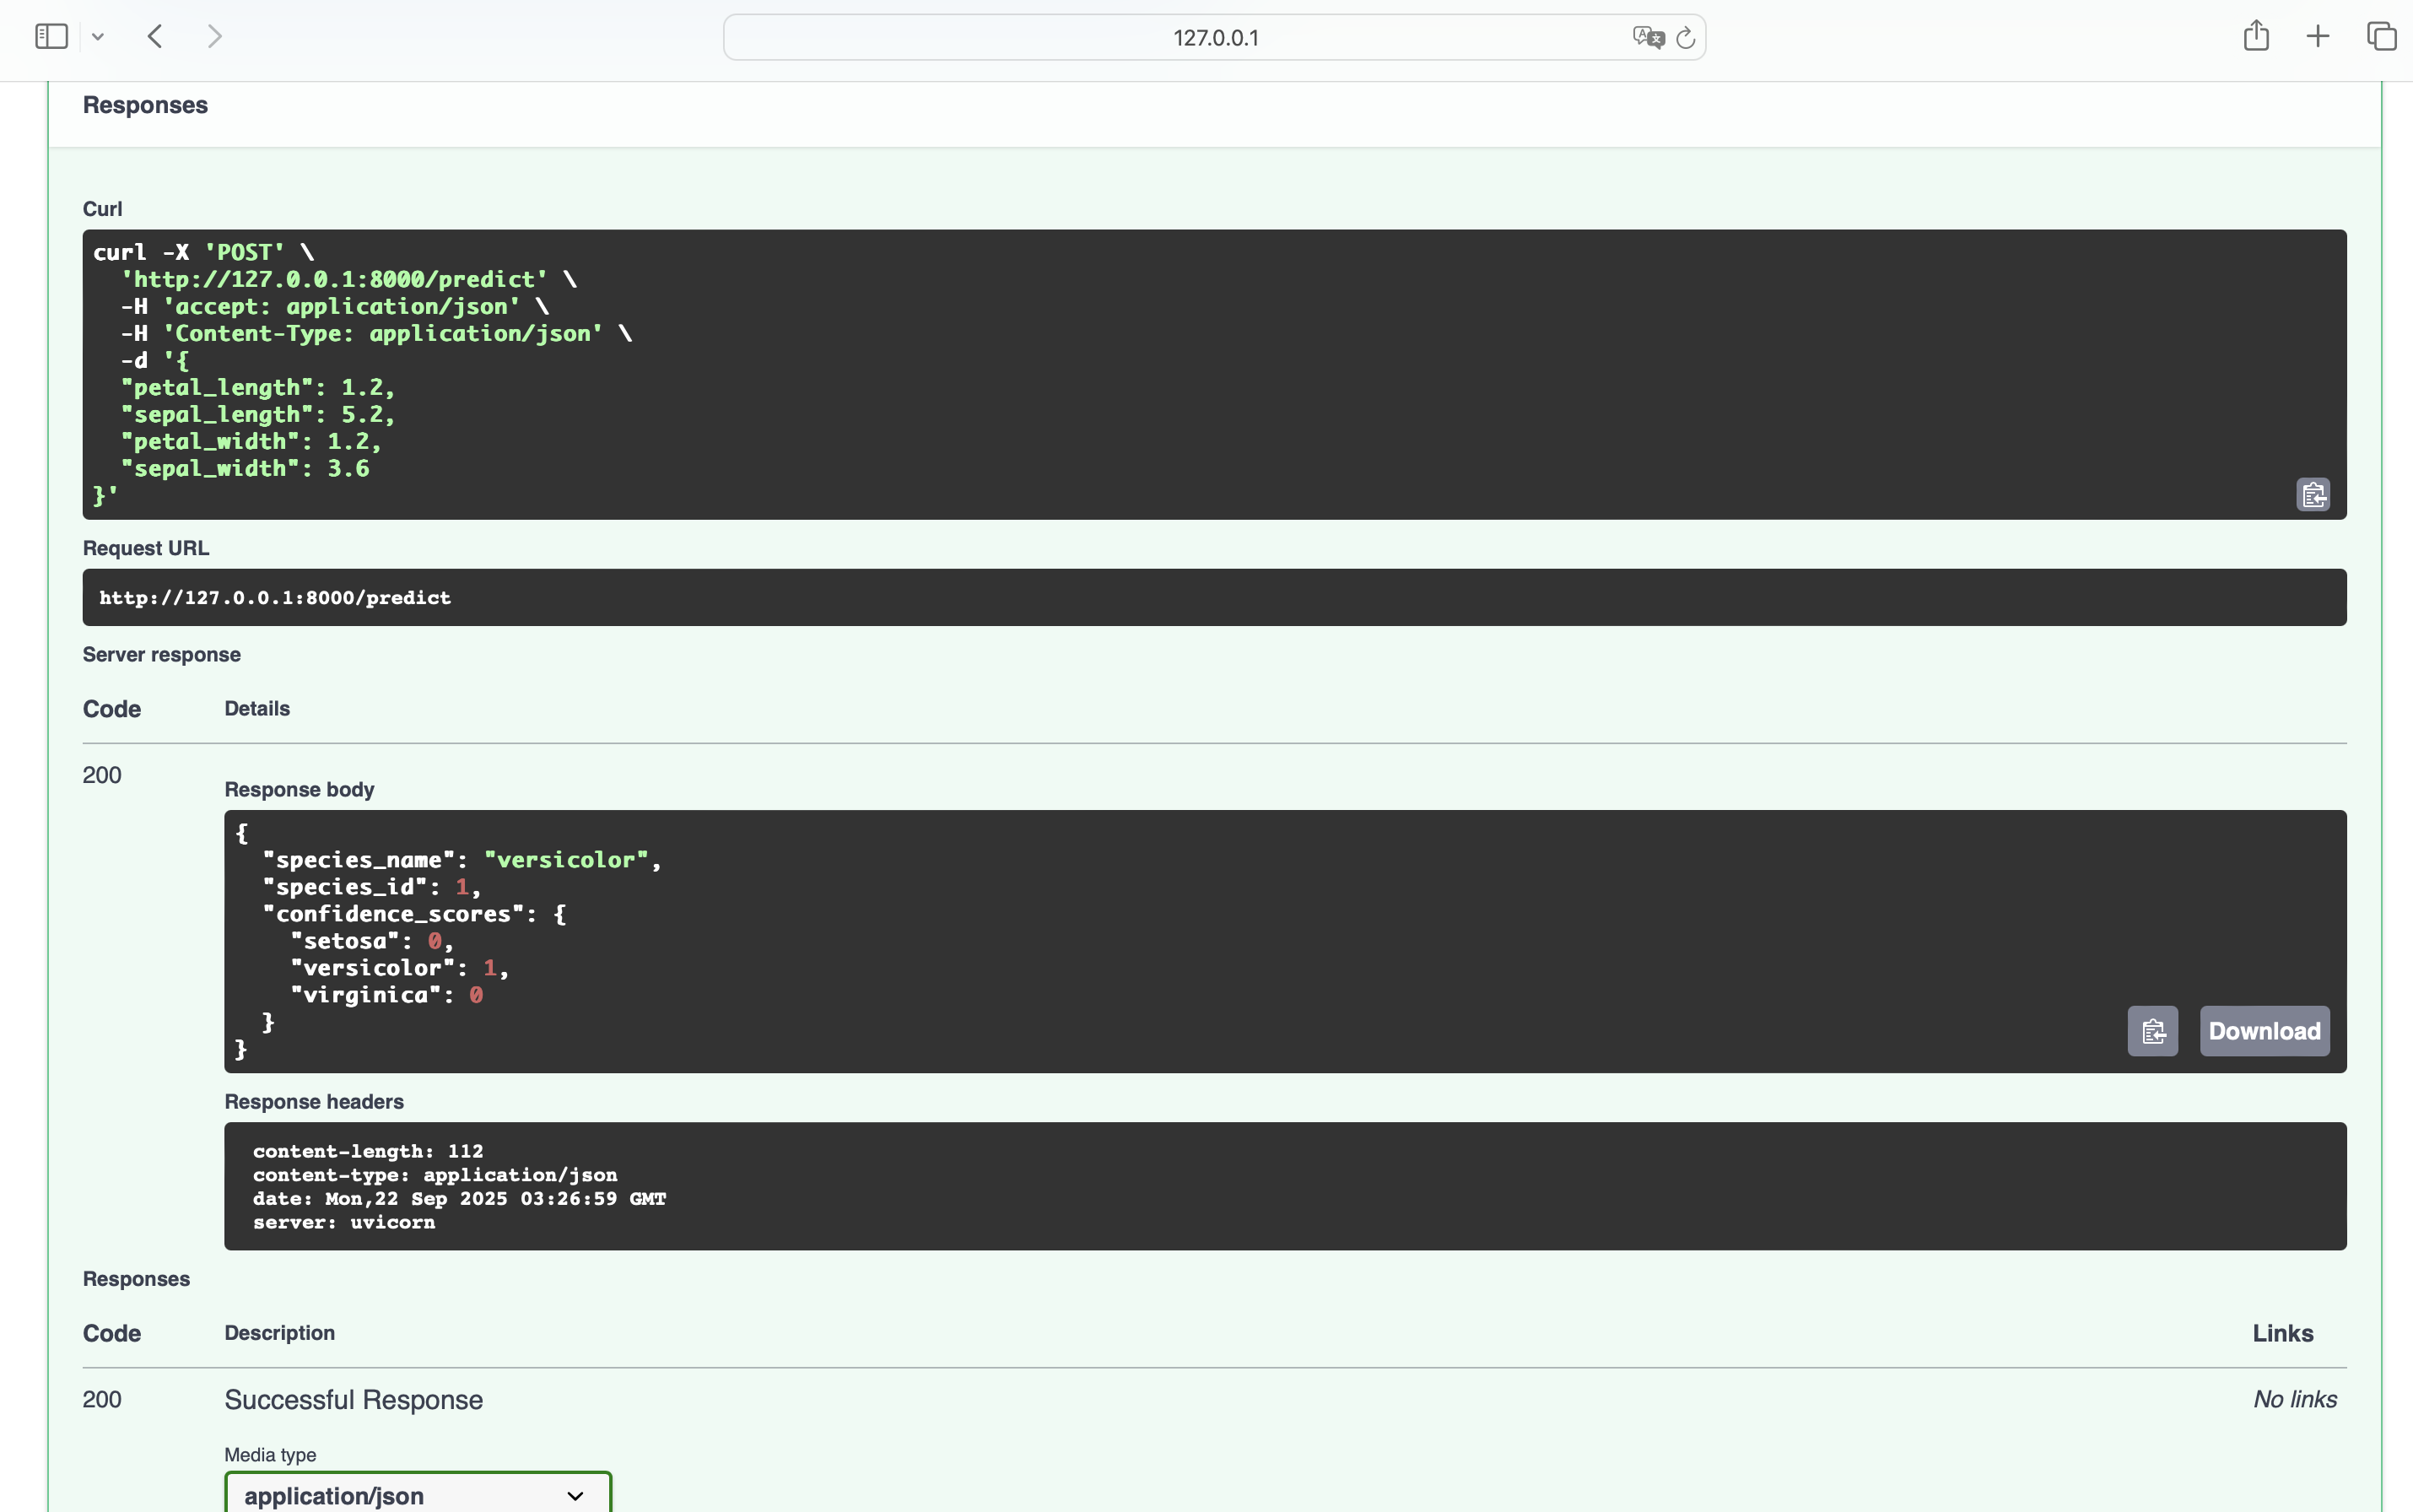 127.0.0.1
Responses
Curl
curl -X 'POST' \
  'http://127.0.0.1:8000/predict' \
  -H 'accept: application/json' \
  -H 'Content-Type: application/json' \
  -d '{
  "petal_length": 1.2,
  "sepal_length": 5.2,
  "petal_width": 1.2,
  "sepal_width": 3.6
}'
Request URL
http://127.0.0.1:8000/predict
Server response
Code Details
200
Response body
{
  "species_name": "versicolor",
  "species_id": 1,
  "confidence_scores": {
    "setosa": 0,
    "versicolor": 1,
    "virginica": 0
  }
}
Download
Response headers
content-length: 112
content-type: application/json
date: Mon,22 Sep 2025 03:26:59 GMT
server: uvicorn
Responses
Code Description Links
200 Successful Response No links
Media type
application/json